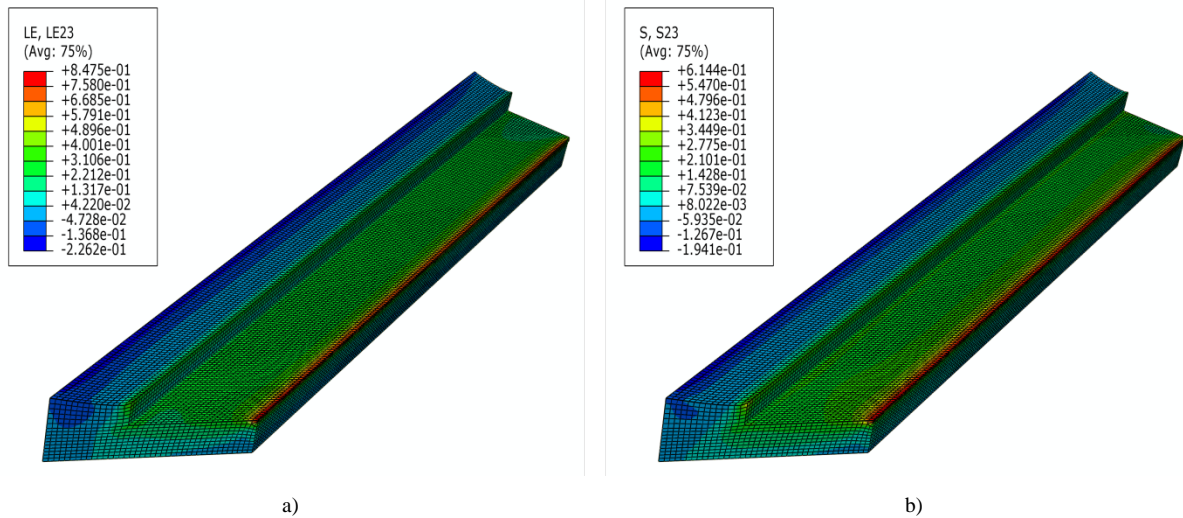 LE, LE23
(Avg: 75%)
+8.475e-01
+7.580e-01
+6.685e-01
+5.791e-01
+4.896e-01
+4.001e-01
+3.106e-01
+2.212e-01
+1.317e-01
+4.220e-02
-4.728e-02
-1.368e-01
-2.262e-01
S, S23
(Avg: 75%)
+6.144e-01
+5.470e-01
+4.796e-01
+4.123e-01
+3.449e-01
+2.775e-01
+2.101e-01
+1.428e-01
+7.539e-02
+8.022e-03
-5.935e-02
-1.267e-01
-1.941e-01
a)
b)